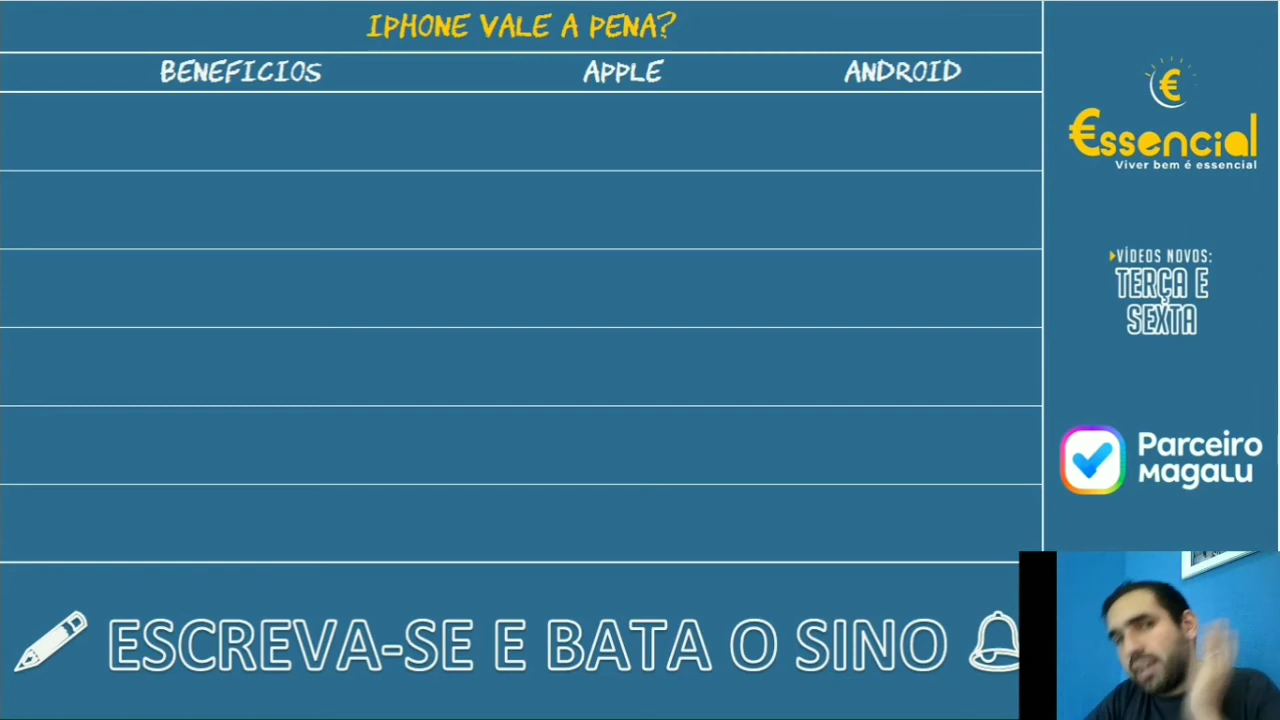 IPHONE VALE A PENA?
BENEFICIOS APPLE ANDROID
€
€ssencial
Viver bem é essencial
VÍDEOS NOVOS:
TERÇA E
SEXTA
Parceiro
Magalu
ESCREVA-SE E BATA O SINO